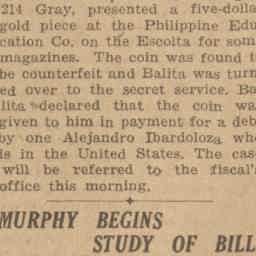 214 Gray, presented a five-dolla
gold piece at the Philippine Edu
cation Co. on the Escolta for som
magazines. The coin was found t
be counterfeit and Balita was turn
ed over to the secret service. Ba
lita declared that the coin wa
given to him in payment for a deb
by one Alejandro Ibardoloza wh
is in the United States. The cas
will be referred to the fiscal's
office this morning.
MURPHY BEGINS
STUDY OF BILL